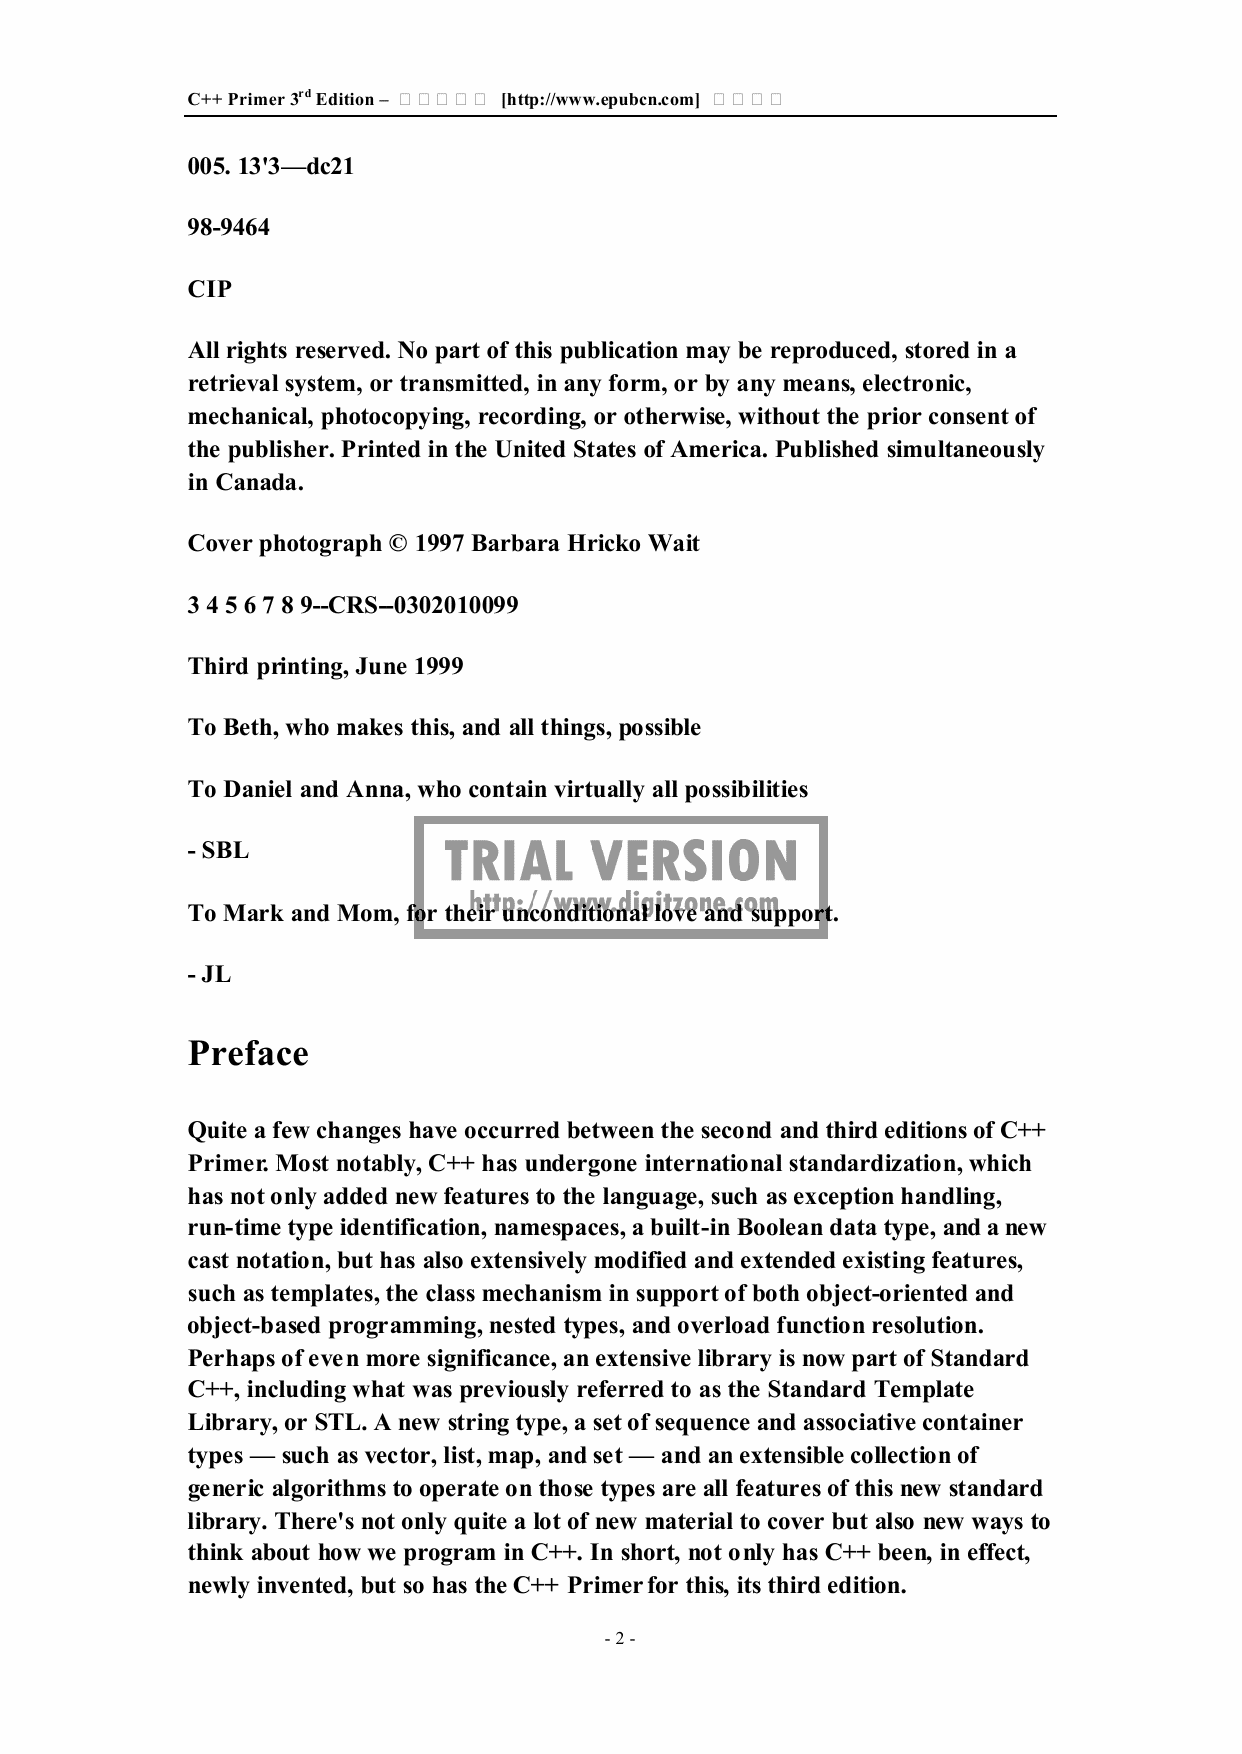 C++ Primer 3rd Edition – □ □ □ □ □ [http://www.epubcn.com] □ □ □ □
005. 13'3—dc21
98-9464
CIP
All rights reserved. No part of this publication may be reproduced, stored in a
retrieval system, or transmitted, in any form, or by any means, electronic,
mechanical, photocopying, recording, or otherwise, without the prior consent of
the publisher. Printed in the United States of America. Published simultaneously
in Canada.
Cover photograph © 1997 Barbara Hricko Wait
3 4 5 6 7 8 9--CRS--0302010099
Third printing, June 1999
To Beth, who makes this, and all things, possible
To Daniel and Anna, who contain virtually all possibilities
- SBL
TRIAL VERSION
http://www.digitzone.com
To Mark and Mom, for their unconditional love and support.
- JL
Preface
Quite a few changes have occurred between the second and third editions of C++
Primer. Most notably, C++ has undergone international standardization, which
has not only added new features to the language, such as exception handling,
run-time type identification, namespaces, a built-in Boolean data type, and a new
cast notation, but has also extensively modified and extended existing features,
such as templates, the class mechanism in support of both object-oriented and
object-based programming, nested types, and overload function resolution.
Perhaps of even more significance, an extensive library is now part of Standard
C++, including what was previously referred to as the Standard Template
Library, or STL. A new string type, a set of sequence and associative container
types — such as vector, list, map, and set — and an extensible collection of
generic algorithms to operate on those types are all features of this new standard
library. There's not only quite a lot of new material to cover but also new ways to
think about how we program in C++. In short, not only has C++ been, in effect,
newly invented, but so has the C++ Primer for this, its third edition.
- 2 -